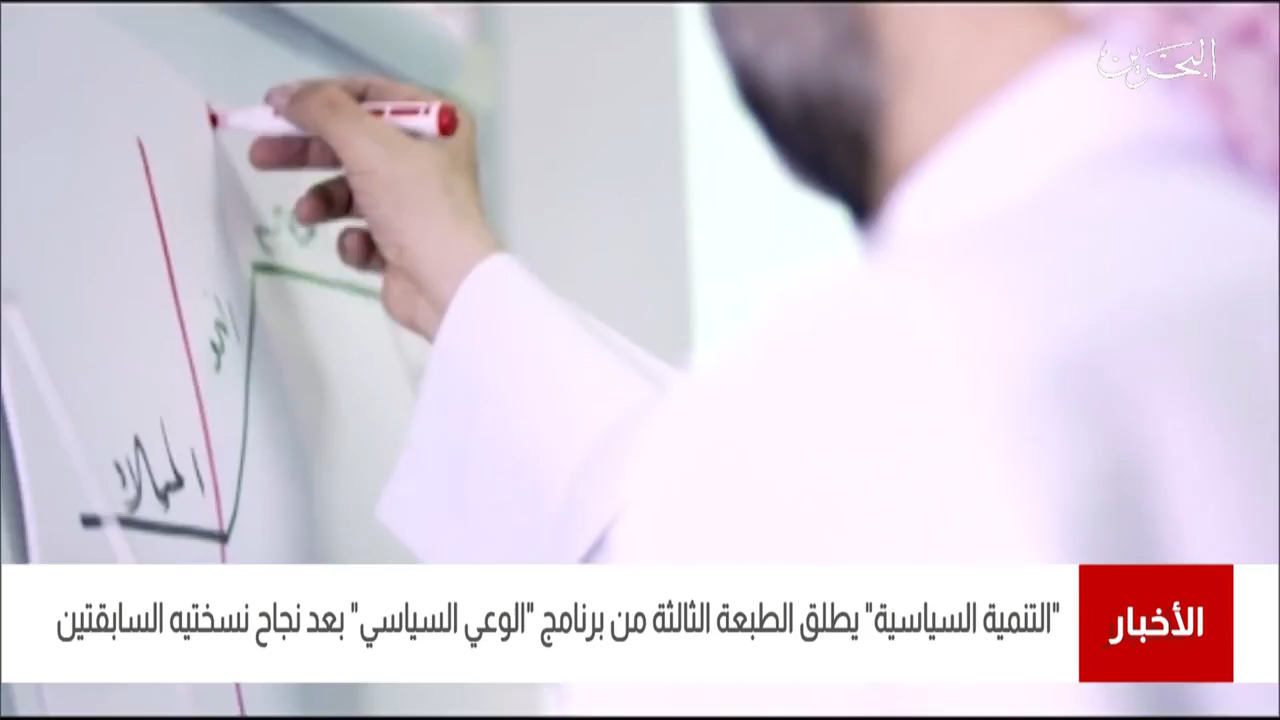 البحرين
"التنمية السياسية" يطلق الطبعة الثالثة من برنامج "الوعي السياسي" بعد نجاح نسختيه السابقتين
الأخبار